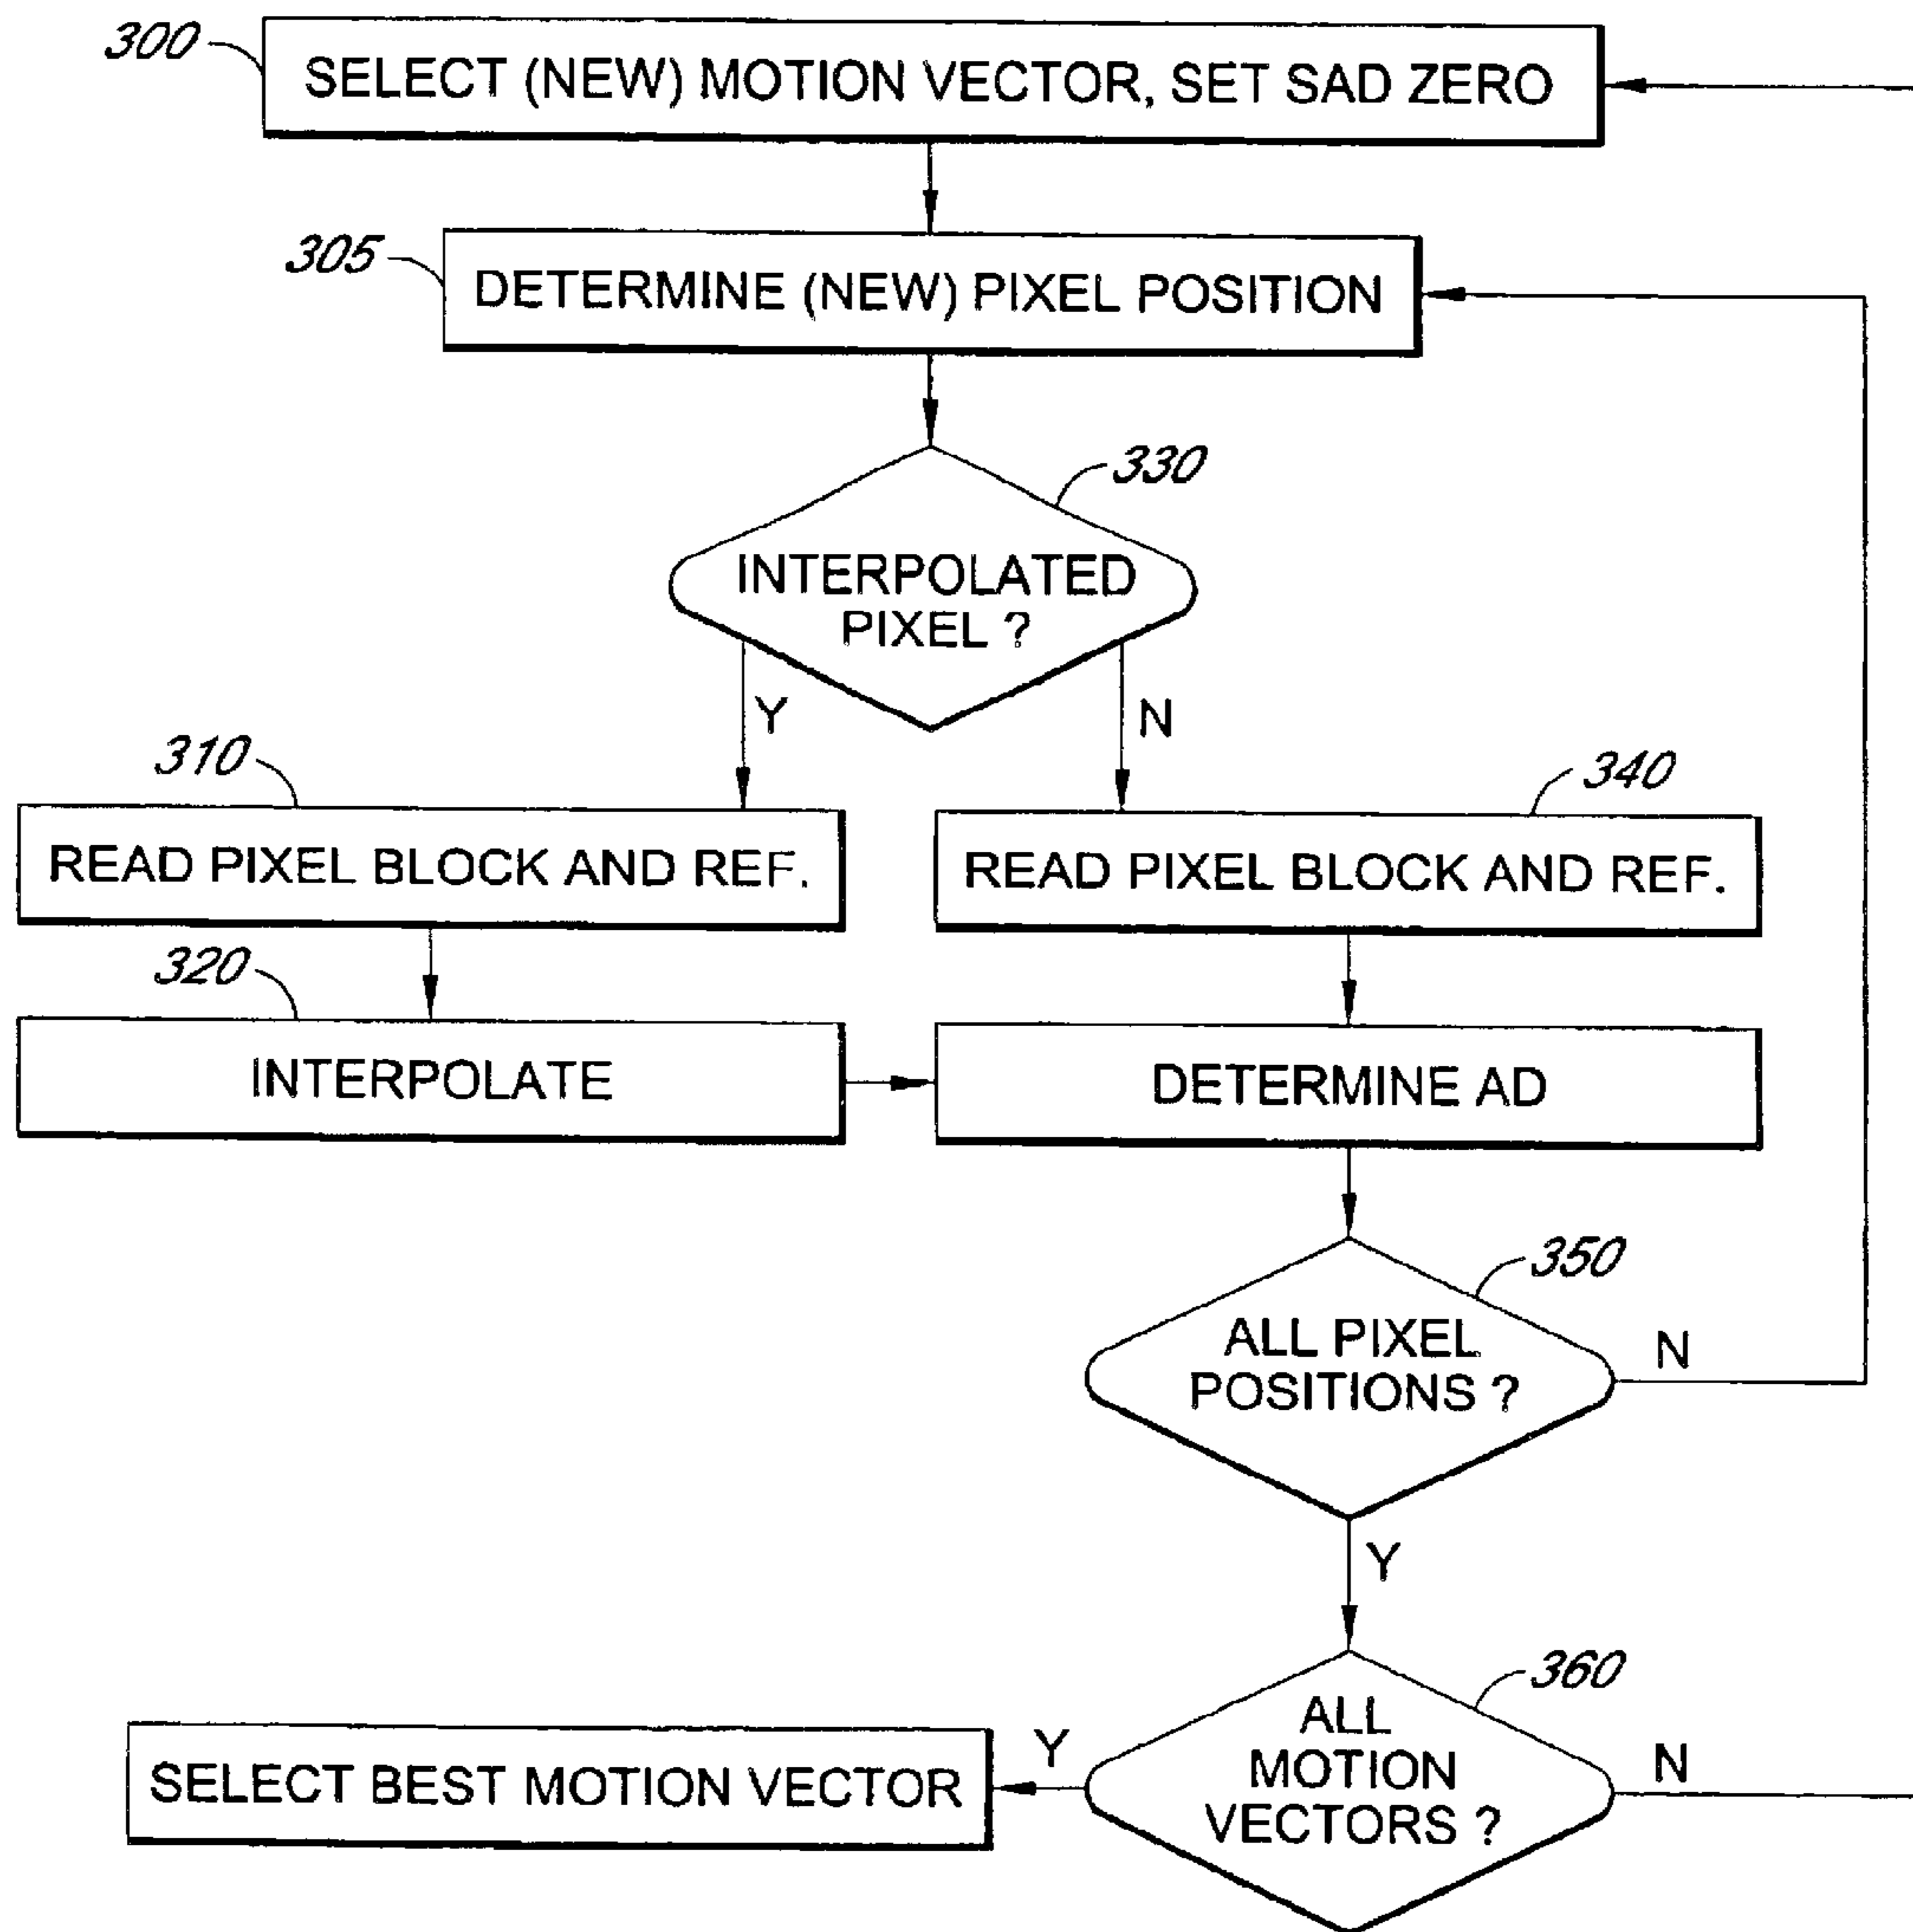 300
SELECT (NEW) MOTION VECTOR, SET SAD ZERO
305
DETERMINE (NEW) PIXEL POSITION
330
INTERPOLATED
PIXEL ?
Y
N
310
READ PIXEL BLOCK AND REF.
340
READ PIXEL BLOCK AND REF.
320
INTERPOLATE
DETERMINE AD
350
ALL PIXEL
POSITIONS ?
N
Y
360
ALL
MOTION
VECTORS ?
Y
N
SELECT BEST MOTION VECTOR